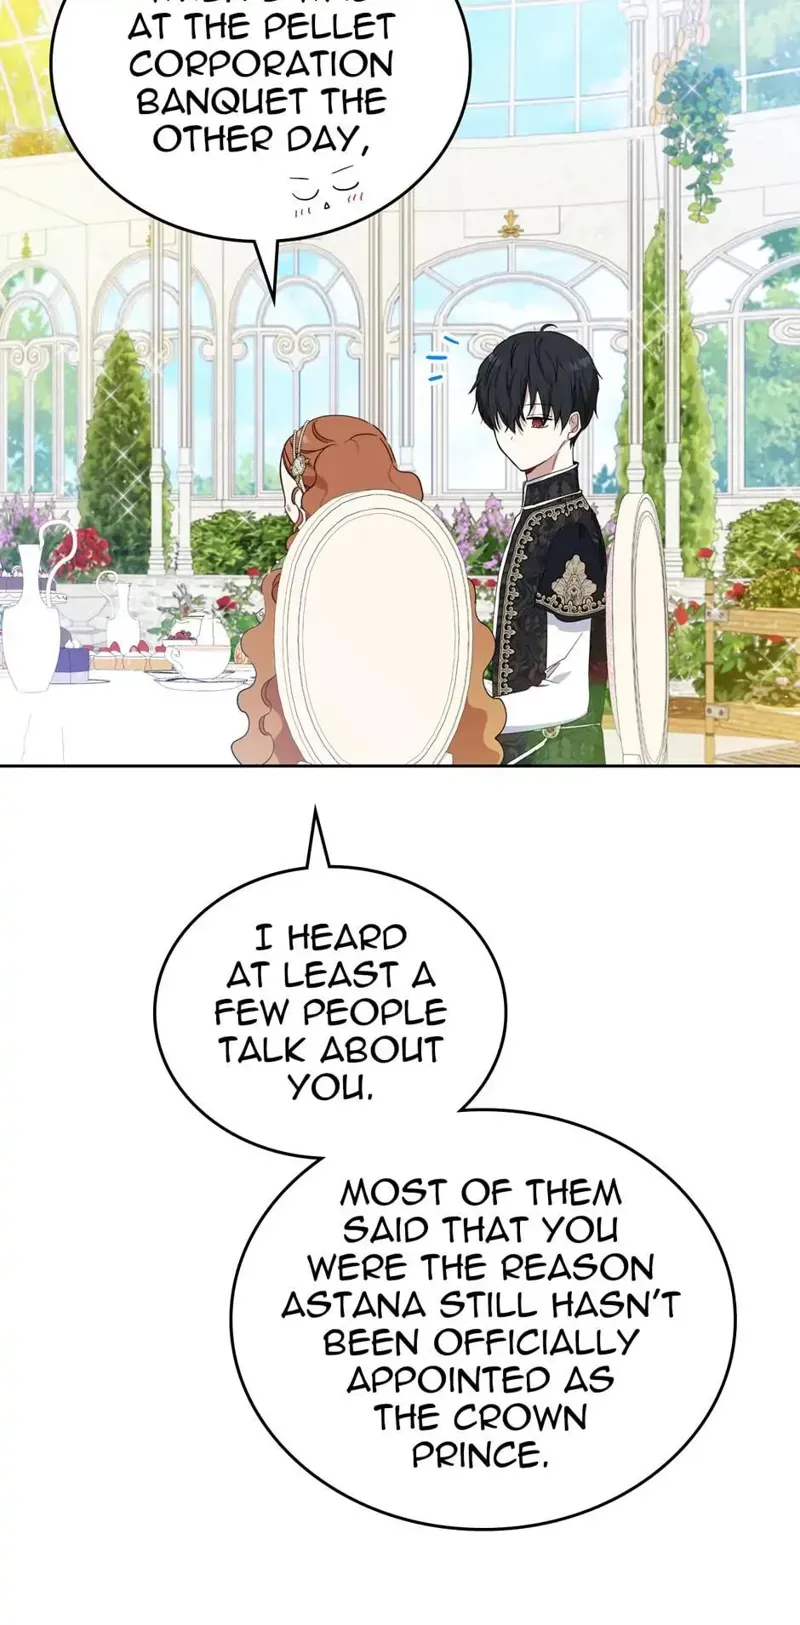 AT THE PELLET
CORPORATION
BANQUET THE
OTHER DAY,
I HEARD
AT LEAST A
FEW PEOPLE
TALK ABOUT
YOU.
MOST OF THEM
SAID THAT YOU
WERE THE REASON
ASTANA STILL HASN'T
BEEN OFFICIALLY
APPOINTED AS
THE CROWN
PRINCE.